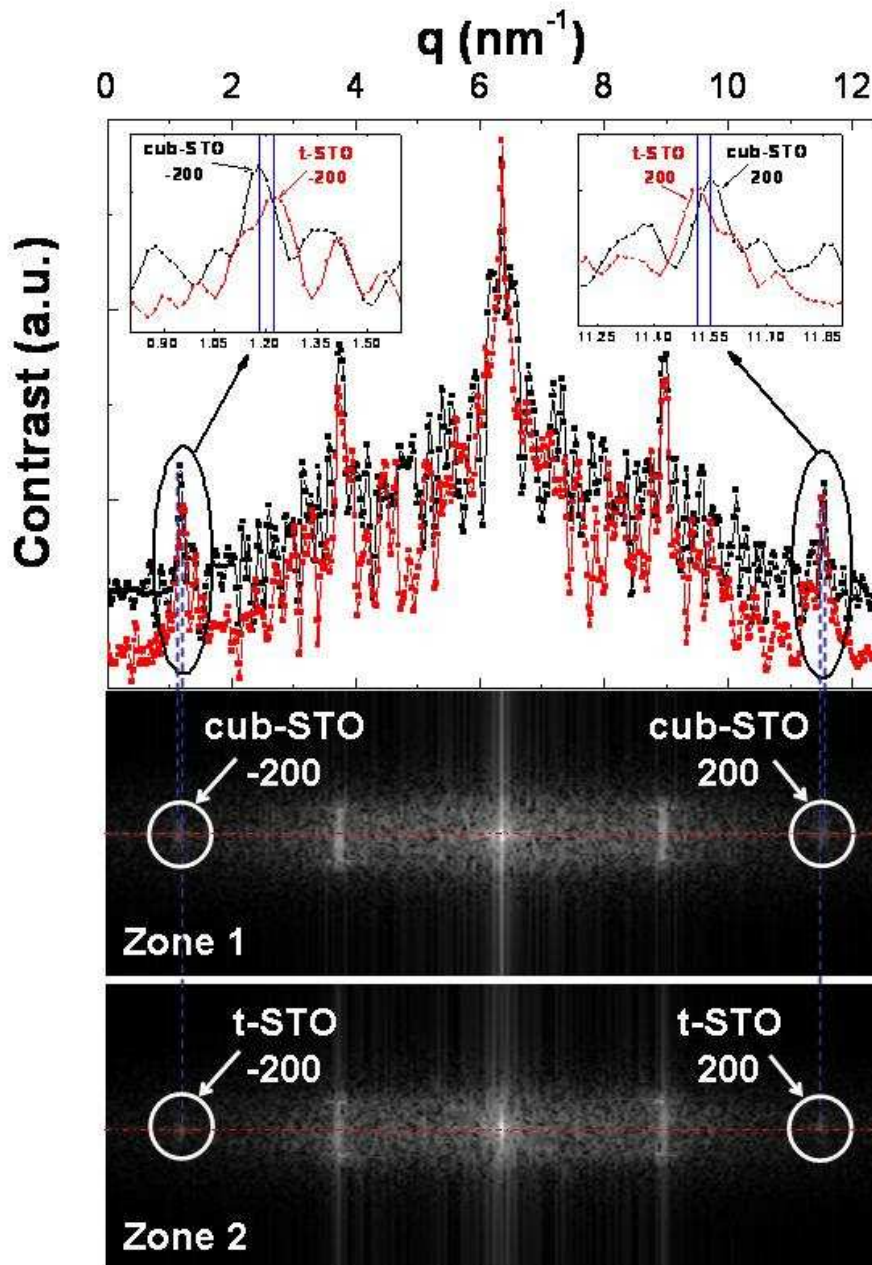 q (nm-1)
0 2 4 6 8 10 12
Contrast (a.u.)
cub-STO
-200
t-STO
-200
0.90 1.05 1.20 1.35 1.50
t-STO
200
cub-STO
200
11.25 11.40 11.55 11.70 11.85
cub-STO
-200
cub-STO
200
Zone 1
t-STO
-200
t-STO
200
Zone 2